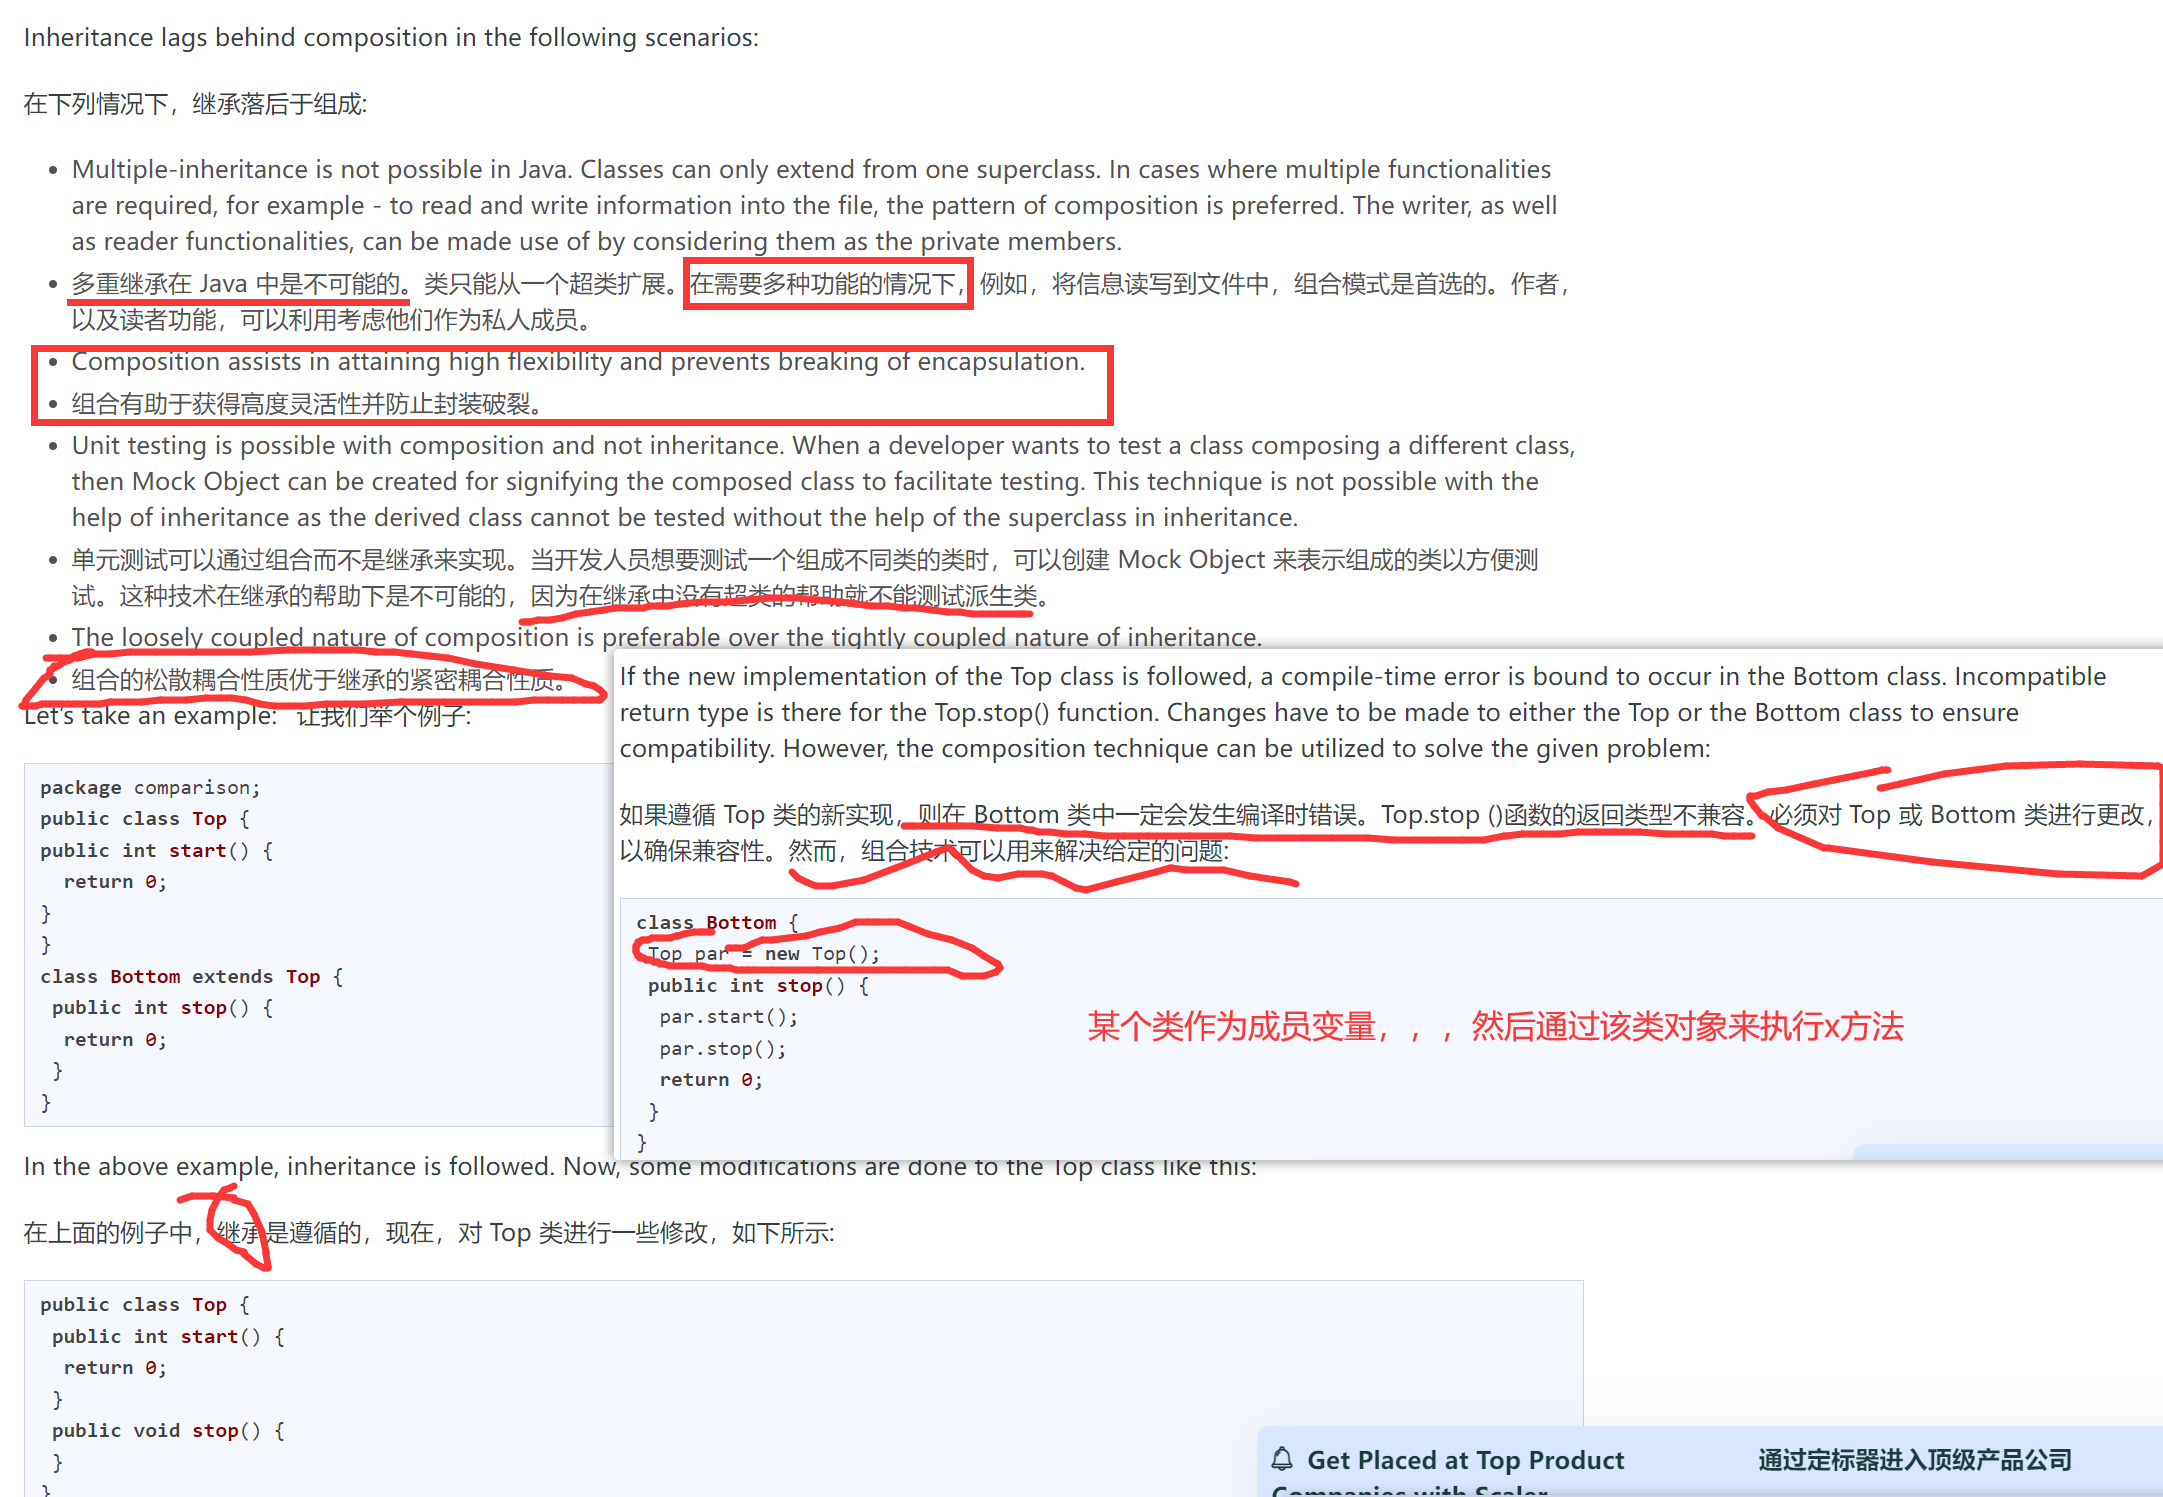 Inheritance lags behind composition in the following scenarios:
在下列情况下，继承落后于组成:
• Multiple-inheritance is not possible in Java. Classes can only extend from one superclass. In cases where multiple functionalities
are required, for example - to read and write information into the file, the pattern of composition is preferred. The writer, as well
as reader functionalities, can be made use of by considering them as the private members.
• 多重继承在 Java 中是不可能的。类只能从一个超类扩展。在需要多种功能的情况下，例如，将信息读写到文件中，组合模式是首选的。作者，
以及读者功能，可以利用考虑他们作为私人成员。
• Composition assists in attaining high flexibility and prevents breaking of encapsulation.
• 组合有助于获得高度灵活性并防止封装破裂。
• Unit testing is possible with composition and not inheritance. When a developer wants to test a class composing a different class,
then Mock Object can be created for signifying the composed class to facilitate testing. This technique is not possible with the
help of inheritance as the derived class cannot be tested without the help of the superclass in inheritance.
• 单元测试可以通过组合而不是继承来实现。当开发人员想要测试一个组成不同类的类时，可以创建 Mock Object 来表示组成的类以方便测
试。这种技术在继承的帮助下是不可能的，因为在继承中没有超类的帮助就不能测试派生类。
• The loosely coupled nature of composition is preferable over the tightly coupled nature of inheritance.
• 组合的松散耦合性质优于继承的紧密耦合性质。
Let's take an example: 让我们举个例子:
package comparison;
public class Top {
public int start() {
return 0;
}
}
class Bottom extends Top {
public int stop() {
return 0;
}
}
If the new implementation of the Top class is followed, a compile-time error is bound to occur in the Bottom class. Incompatible
return type is there for the Top.stop() function. Changes have to be made to either the Top or the Bottom class to ensure
compatibility. However, the composition technique can be utilized to solve the given problem:
如果遵循 Top 类的新实现，则在 Bottom 类中一定会发生编译时错误。Top.stop ()函数的返回类型不兼容。必须对 Top 或 Bottom 类进行更改，
以确保兼容性。然而，组合技术可以用来解决给定的问题:
class Bottom {
Top par = new Top();
public int stop() {
par.start();
par.stop();
return 0;
}
}
某个类作为成员变量，，，然后通过该类对象来执行x方法
In the above example, inheritance is followed. Now, some modifications are done to the Top class like this:
在上面的例子中，继承是遵循的，现在，对 Top 类进行一些修改，如下所示:
public class Top {
public int start() {
return 0;
}
public void stop() {
}
}
Get Placed at Top Product
Companies with Scaler
通过定标器进入顶级产品公司